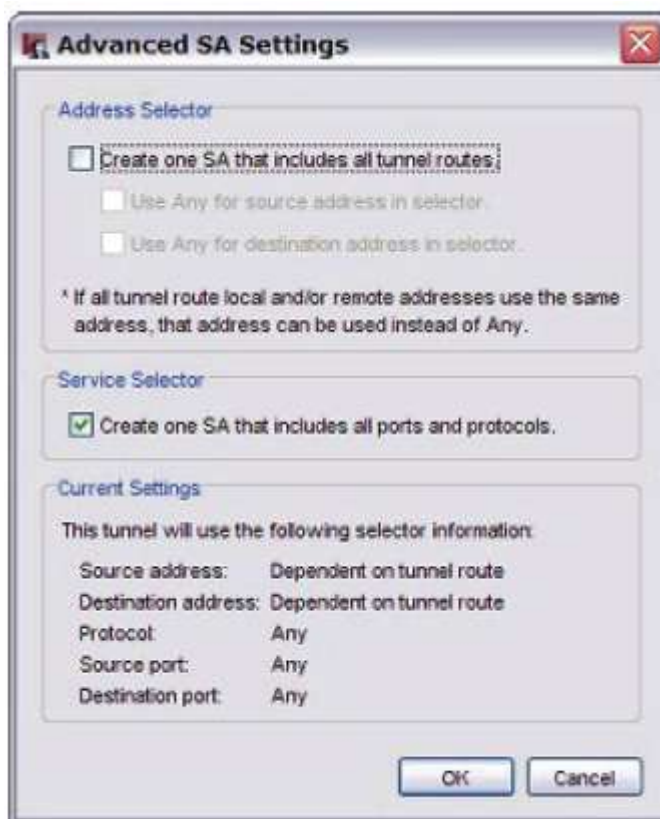 Advanced SA Settings
Address Selector
Create one SA that includes all tunnel routes.
Use Any for source address in selector.
Use Any for destination address in selector.
* If all tunnel route local and/or remote addresses use the same
address, that address can be used instead of Any.
Service Selector
Create one SA that includes all ports and protocols.
Current Settings
This tunnel will use the following selector information:
Source address: Dependent on tunnel route
Destination address: Dependent on tunnel route
Protocol: Any
Source port: Any
Destination port: Any
OK Cancel